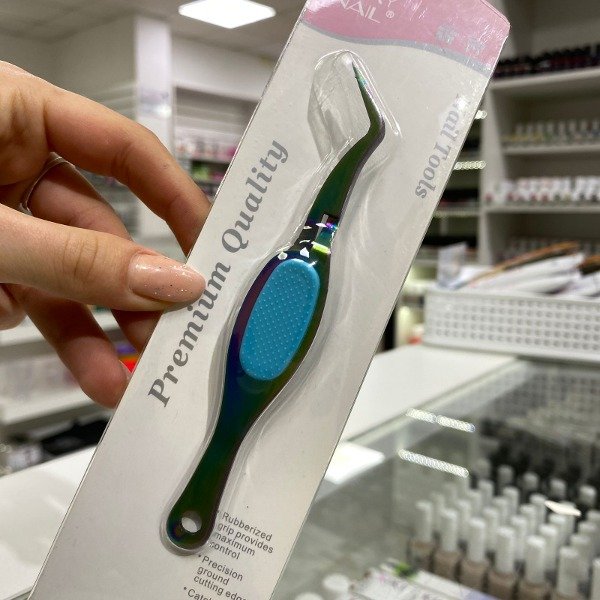 NAIL®
Nail Tools
Premium Quality
• Rubberized
grip provides
maximum
control
• Precision
ground
cutting edge